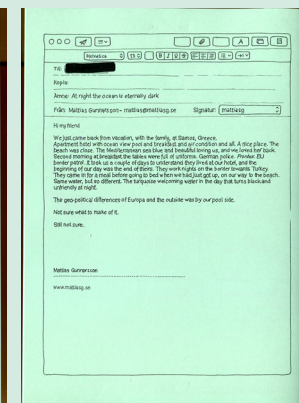 Helvetica 13 B I U S
Till:
Kopia:
Ämne: At night the ocean is eternally dark
Från: Mattias Gunnarsson – mattias@mattiasg.se Signatur: mattiasg
Hi my friend
We just came back from vacation, with the family, at Samos, Greece.
Apartment hotel with ocean view pool and breakfast and air condition and all. A nice place. The
beach was close. The Mediterranean sea blue and beautiful loving us, and we loved her back.
Second morning at breakfast the tables were full of uniforms. German police. Frontex EU
border patrol. It took us a couple of days to understand they lived at our hotel, and the
beginning of our day was the end of theirs. They work nights on the border towards Turkey.
They came in for a meal before going to bed when we had just got up, on our way to the beach.
Same water, but so different. The turquoise welcoming water in the day that turns black and
unfriendly at night.
The geo-political differences of Europe and the outside was by our pool side.
Not sure what to make of it.
Still not sure.
Mattias Gunnarsson
www.mattiasg.se